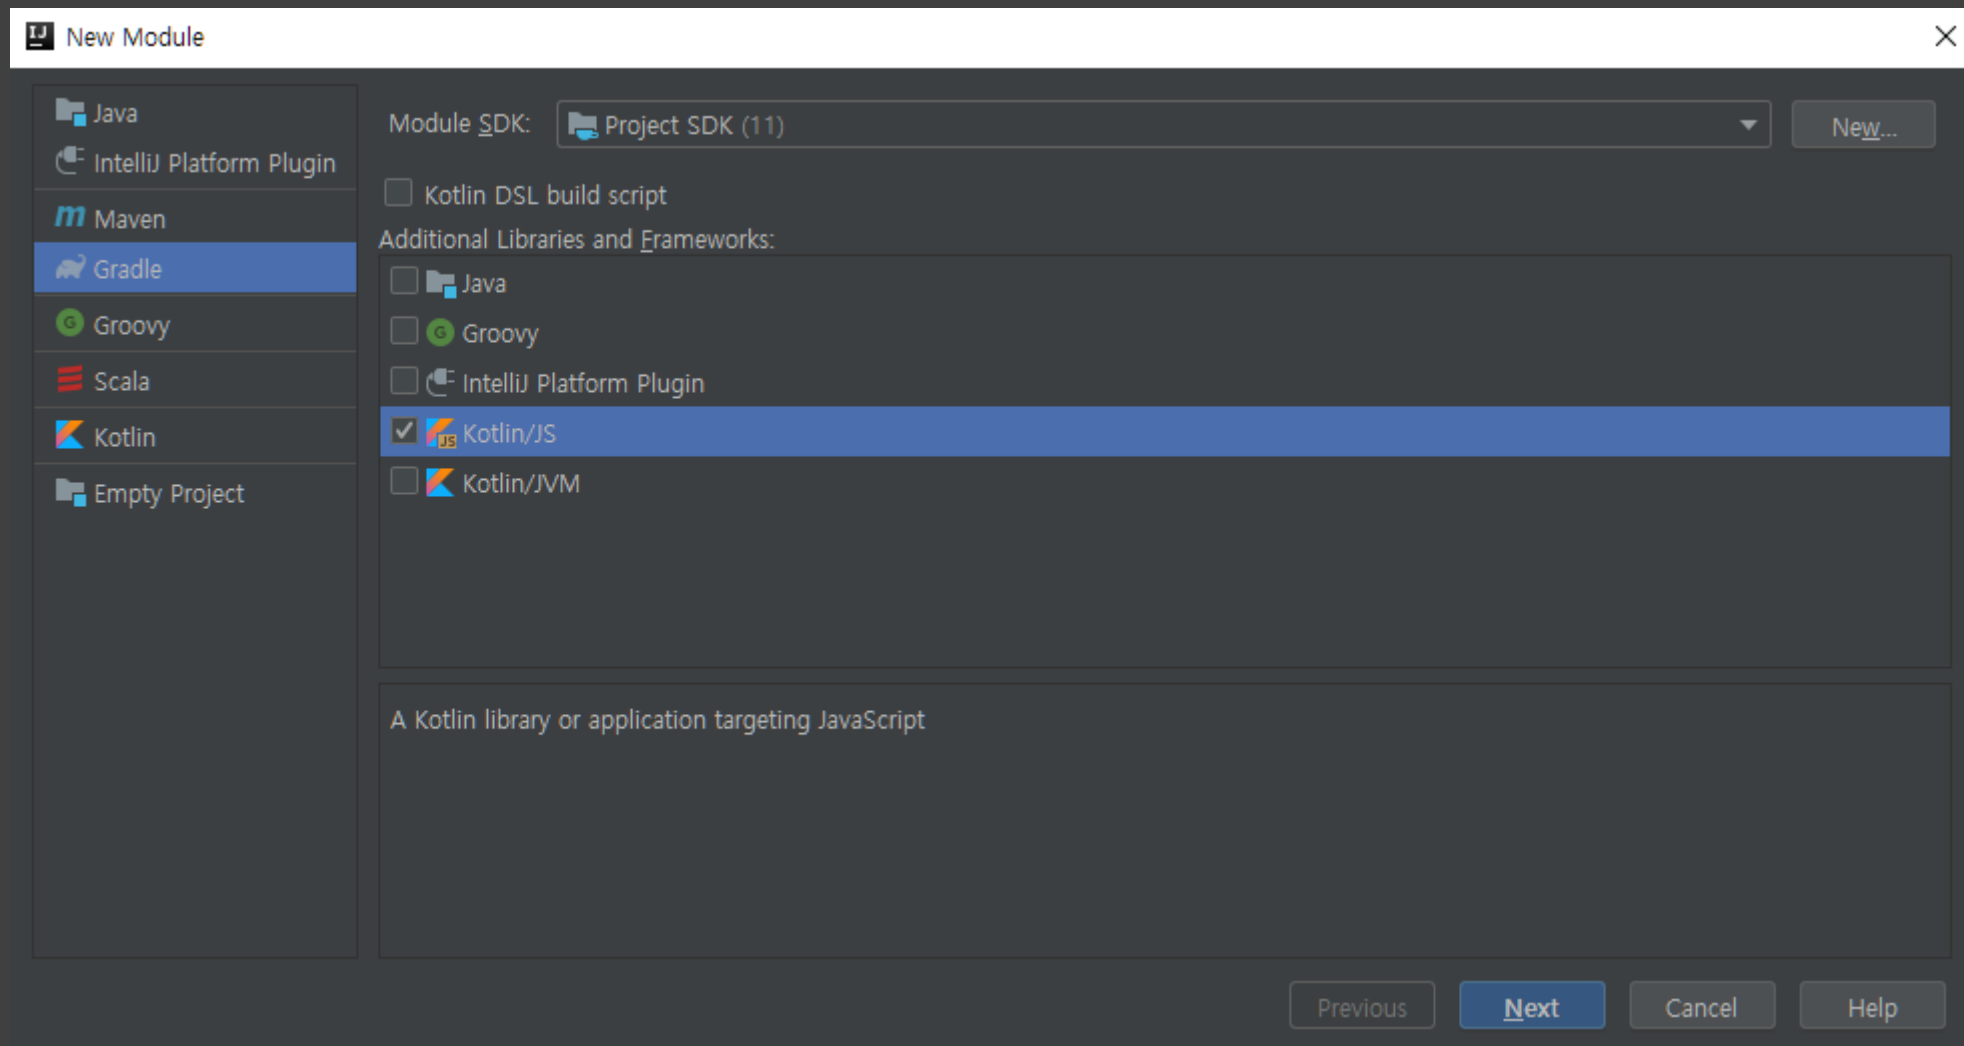 New Module
Java
IntelliJ Platform Plugin
Maven
Gradle
Groovy
Scala
Kotlin
Empty Project
Module SDK: Project SDK (11) New...
Kotlin DSL build script
Additional Libraries and Frameworks:
Java
Groovy
IntelliJ Platform Plugin
Kotlin/JS
Kotlin/JVM
A Kotlin library or application targeting JavaScript
Previous Next Cancel Help